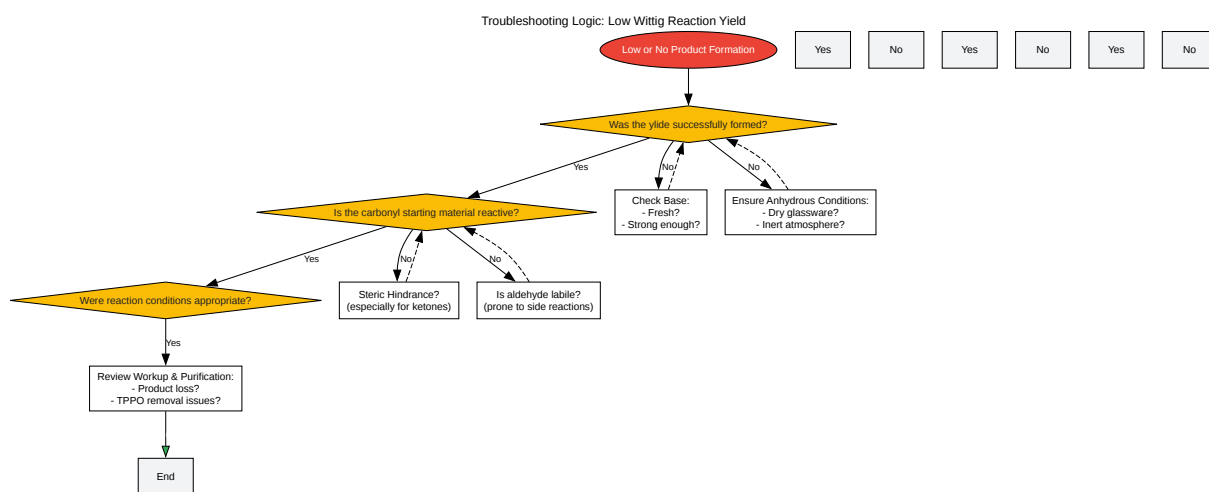 Troubleshooting Logic: Low Wittig Reaction Yield
Low or No Product Formation
Yes
No
Yes
No
Yes
No
Was the ylide successfully formed?
Yes
No
No
Check Base:
- Fresh?
- Strong enough?
Ensure Anhydrous Conditions:
- Dry glassware?
- Inert atmosphere?
Is the carbonyl starting material reactive?
Yes
No
No
Steric Hindrance?
(especially for ketones)
Is aldehyde labile?
(prone to side reactions)
Were reaction conditions appropriate?
Yes
Review Workup & Purification:
- Product loss?
- TPPO removal issues?
End